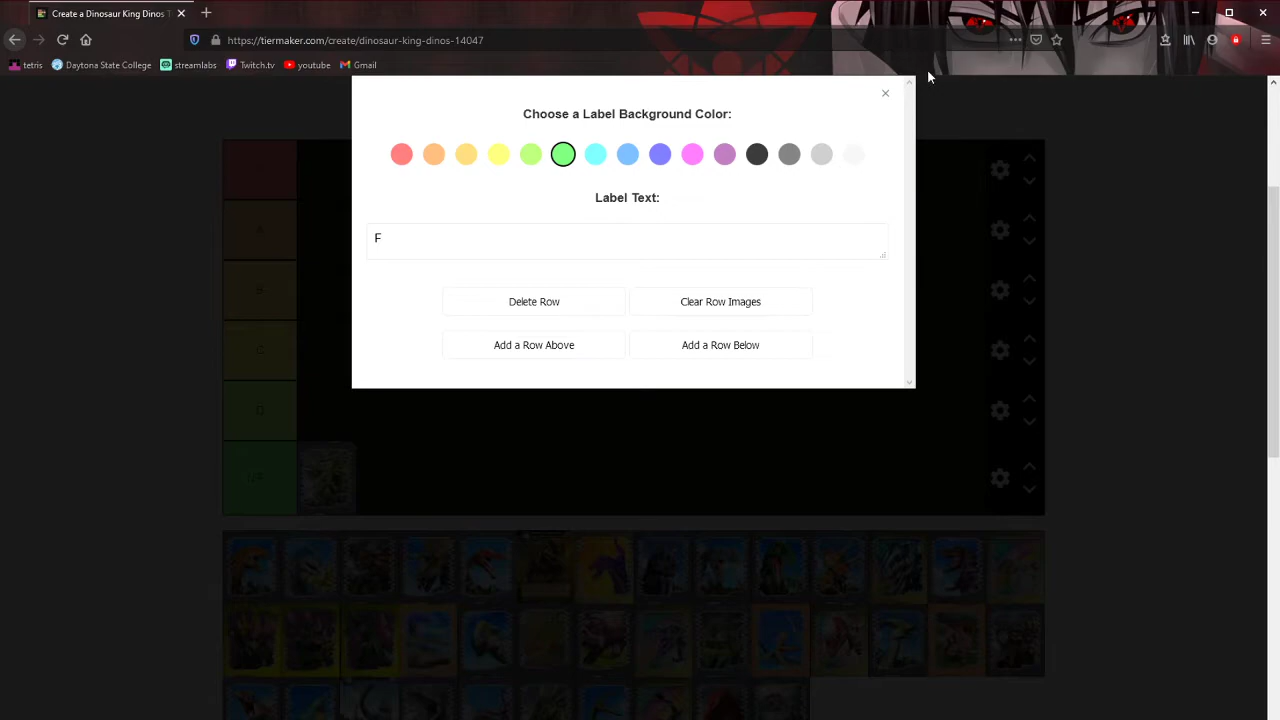 Create a Dinosaur King Dinos T
https://tiermaker.com/create/dinosaur-king-dinos-14047
tetris Daytona State College streamlabs Twitch.tv youtube Gmail
Choose a Label Background Color:
Label Text:
F
Delete Row Clear Row Images
Add a Row Above Add a Row Below
A
B
C
D